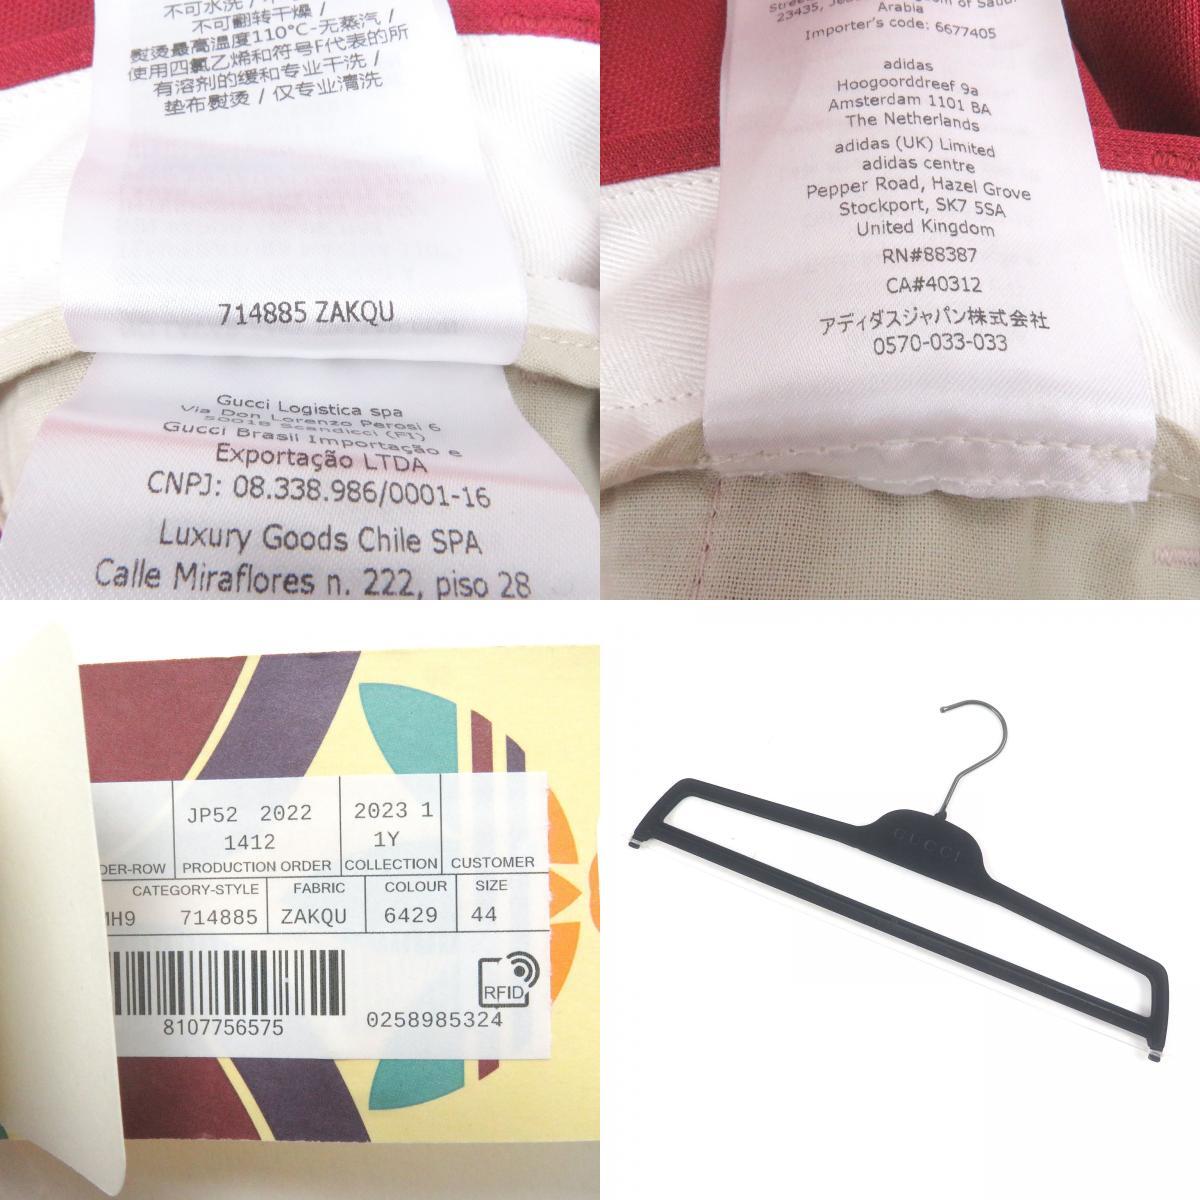 不可水洗 /
不可翻转干燥 /
熨烫最高温度110°C-无蒸汽 /
使用四氯乙烯和符号F代表的所
有溶剂的缓和专业干洗 /
垫布熨烫 / 仅专业清洗
714885 ZAKQU
Gucci Logistica spa
Via Don Lorenzo Perosi 6
50018 Scandicci (FI)
Gucci Brasil Importação e
Exportação LTDA
CNPJ: 08.338.986/0001-16
Luxury Goods Chile SPA
Calle Miraflores n. 222, piso 28
Arabia
Importer's code: 6677405
adidas
Hoogoorddreef 9a
Amsterdam 1101 BA
The Netherlands
adidas (UK) Limited
adidas centre
Pepper Road, Hazel Grove
Stockport, SK7 5SA
United Kingdom
RN#88387
CA#40312
アディダスジャパン株式会社
0570-033-033
JP52 2022 2023 1
1412 1Y
DER-ROW PRODUCTION ORDER COLLECTION CUSTOMER
CATEGORY-STYLE FABRIC COLOUR SIZE
MH9 714885 ZAKQU 6429 44
RFID
8107756575 0258985324
GUCCI